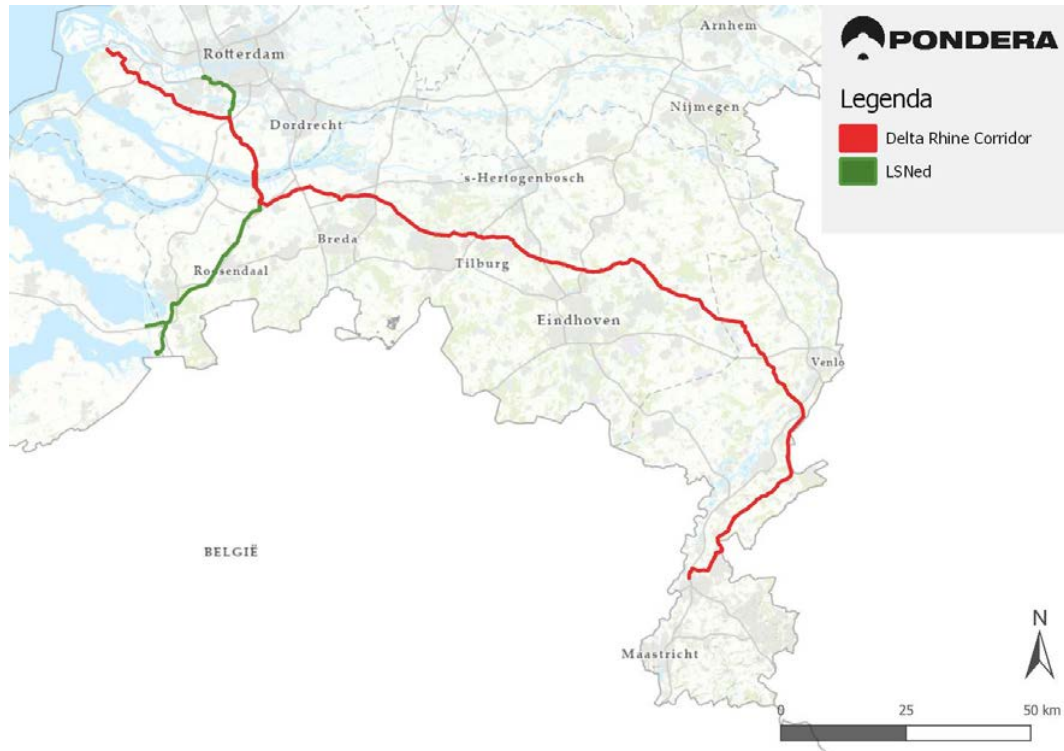 PONDERA
Legenda
Delta Rhine Corridor
LSNed
Arnhem
Rotterdam
Nijmegen
Dordrecht
's-Hertogenbosch
Breda
Tilburg
Roosendaal
Eindhoven
Venlo
BELGIË
Maastricht
N
0 25 50 km